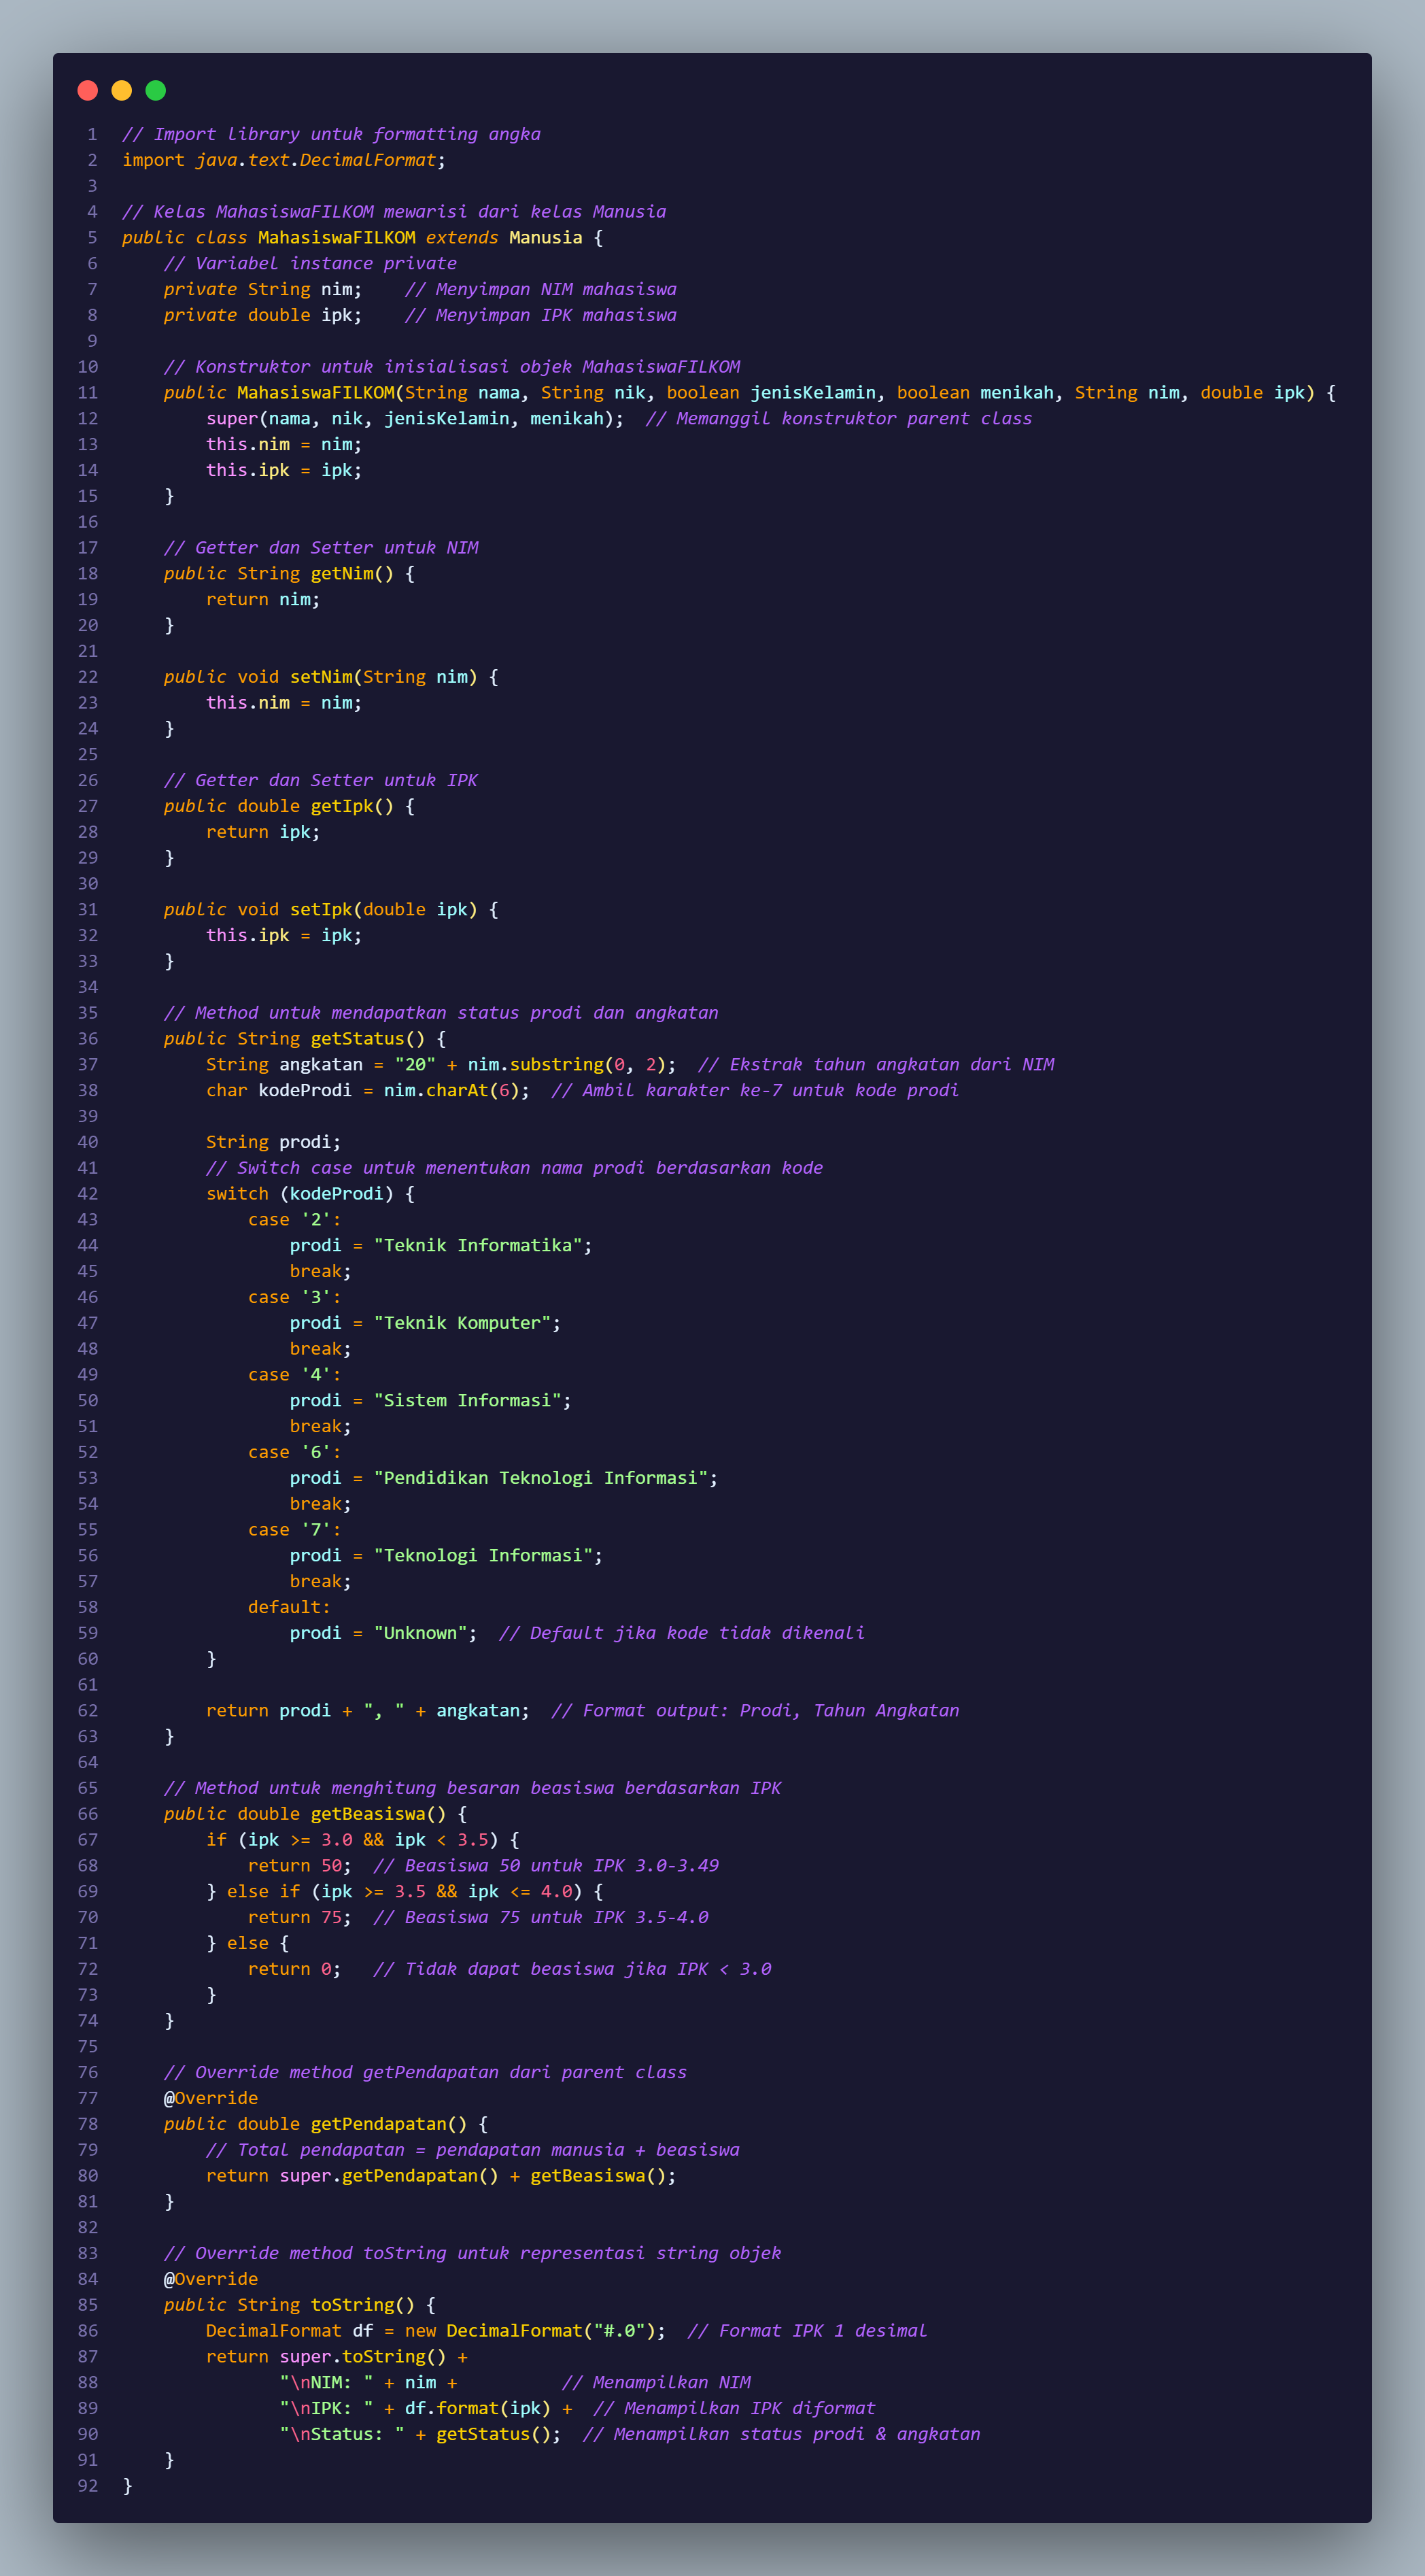 1 // Import library untuk formatting angka
2 import java.text.DecimalFormat;
3
4 // Kelas MahasiswaFILKOM mewarisi dari kelas Manusia
5 public class MahasiswaFILKOM extends Manusia {
6     // Variabel instance private
7     private String nim;    // Menyimpan NIM mahasiswa
8     private double ipk;    // Menyimpan IPK mahasiswa
9
10     // Konstruktor untuk inisialisasi objek MahasiswaFILKOM
11     public MahasiswaFILKOM(String nama, String nik, boolean jenisKelamin, boolean menikah, String nim, double ipk) {
12         super(nama, nik, jenisKelamin, menikah);  // Memanggil konstruktor parent class
13         this.nim = nim;
14         this.ipk = ipk;
15     }
16
17     // Getter dan Setter untuk NIM
18     public String getNim() {
19         return nim;
20     }
21
22     public void setNim(String nim) {
23         this.nim = nim;
24     }
25
26     // Getter dan Setter untuk IPK
27     public double getIpk() {
28         return ipk;
29     }
30
31     public void setIpk(double ipk) {
32         this.ipk = ipk;
33     }
34
35     // Method untuk mendapatkan status prodi dan angkatan
36     public String getStatus() {
37         String angkatan = "20" + nim.substring(0, 2);  // Ekstrak tahun angkatan dari NIM
38         char kodeProdi = nim.charAt(6);  // Ambil karakter ke-7 untuk kode prodi
39
40         String prodi;
41         // Switch case untuk menentukan nama prodi berdasarkan kode
42         switch (kodeProdi) {
43             case '2':
44                 prodi = "Teknik Informatika";
45                 break;
46             case '3':
47                 prodi = "Teknik Komputer";
48                 break;
49             case '4':
50                 prodi = "Sistem Informasi";
51                 break;
52             case '6':
53                 prodi = "Pendidikan Teknologi Informasi";
54                 break;
55             case '7':
56                 prodi = "Teknologi Informasi";
57                 break;
58             default:
59                 prodi = "Unknown";  // Default jika kode tidak dikenali
60         }
61
62         return prodi + ", " + angkatan;  // Format output: Prodi, Tahun Angkatan
63     }
64
65     // Method untuk menghitung besaran beasiswa berdasarkan IPK
66     public double getBeasiswa() {
67         if (ipk >= 3.0 && ipk < 3.5) {
68             return 50;  // Beasiswa 50 untuk IPK 3.0-3.49
69         } else if (ipk >= 3.5 && ipk <= 4.0) {
70             return 75;  // Beasiswa 75 untuk IPK 3.5-4.0
71         } else {
72             return 0;   // Tidak dapat beasiswa jika IPK < 3.0
73         }
74     }
75
76     // Override method getPendapatan dari parent class
77     @Override
78     public double getPendapatan() {
79         // Total pendapatan = pendapatan manusia + beasiswa
80         return super.getPendapatan() + getBeasiswa();
81     }
82
83     // Override method toString untuk representasi string objek
84     @Override
85     public String toString() {
86         DecimalFormat df = new DecimalFormat("#.0");  // Format IPK 1 desimal
87         return super.toString() +
88                "\nNIM: " + nim +          // Menampilkan NIM
89                "\nIPK: " + df.format(ipk) +  // Menampilkan IPK diformat
90                "\nStatus: " + getStatus();  // Menampilkan status prodi & angkatan
91     }
92 }